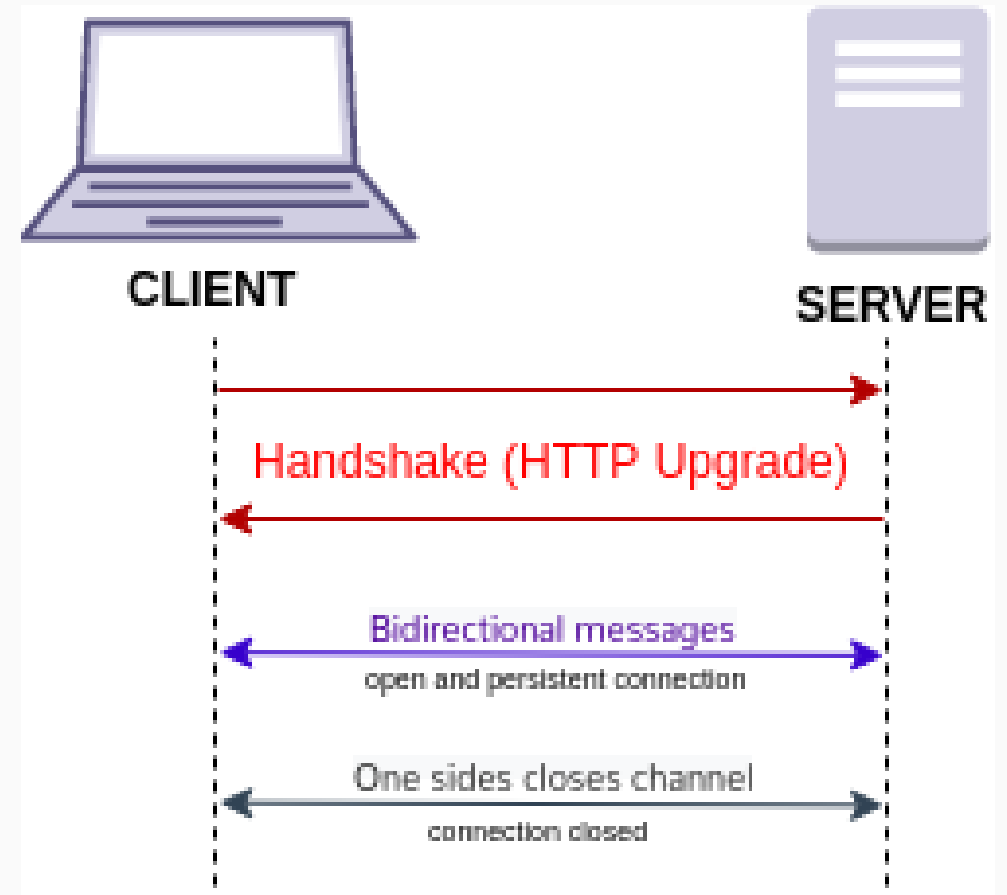 CLIENT
SERVER
Handshake (HTTP Upgrade)
Bidirectional messages
open and persistent connection
One sides closes channel
connection closed